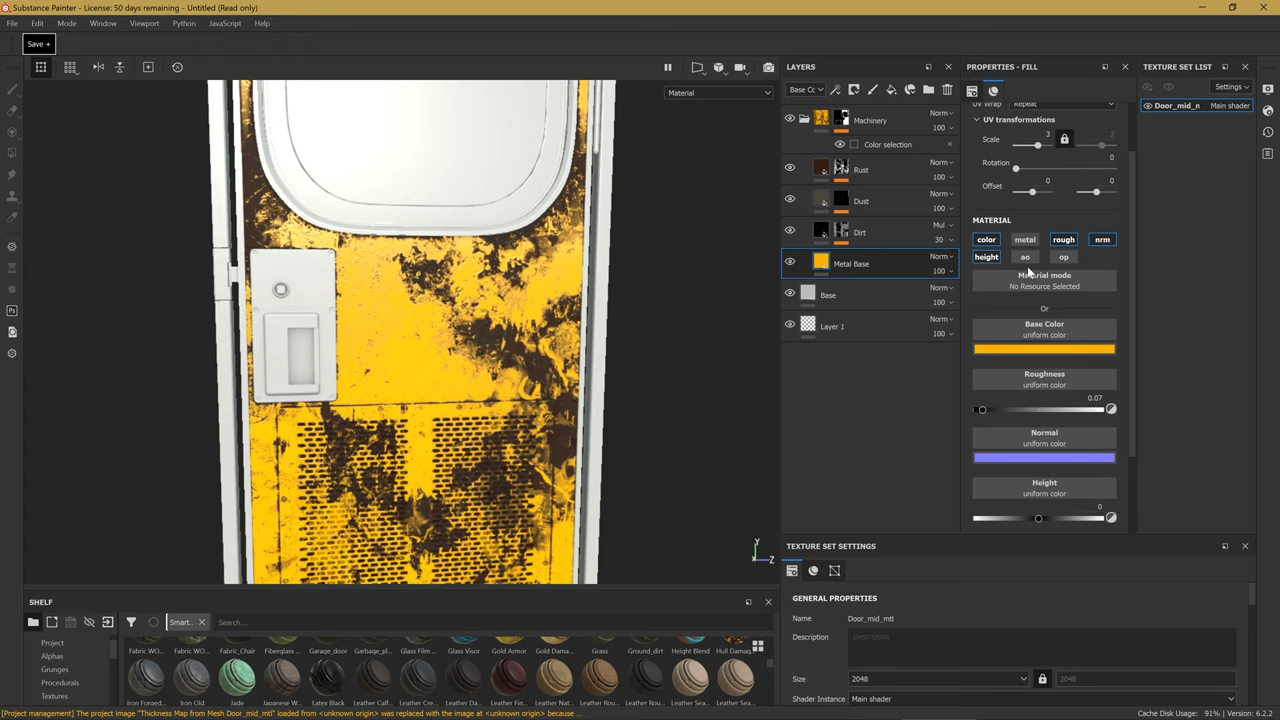 Substance Painter - License: 50 days remaining - Untitled (Read only)
File Edit Mode Window Viewport Python JavaScript Help
Save +
Material
LAYERS
Base Cc
Machinery
Norm
100
Color selection
Rust
Norm
100
Dust
Norm
100
Dirt
Mul
30
Metal Base
Norm
100
Base
Norm
100
Layer 1
Norm
100
PROPERTIES - FILL
UV Wrap Repeat
UV transformations
Scale 3 3
Rotation 0
Offset 0 0
MATERIAL
color metal rough nrm
height ao op
Material mode
No Resource Selected
Or
Base Color
uniform color
Roughness
uniform color
0.07
Normal
uniform color
Height
uniform color
0
TEXTURE SET LIST
Settings
Door_mid_n Main shader
Y
Z
TEXTURE SET SETTINGS
GENERAL PROPERTIES
Name Door_mid_mtl
Description Description
Size 2048 2048
Shader Instance Main shader
SHELF
Smart... Search...
Project
Alphas
Grunges
Procedurals
Textures
Fabric WO... Fabric WO... Fabric_Chair Fiberglass ... Garage_door Garbage_pl... Glass Film ... Glass Visor Gold Armor Gold Dama... Grass Ground_dirt Height Blend Hull Damag...
Iron Forged... Iron Old Jade Japanese W... Latex Black Leather Calf... Leather Cre... Leather Da... Leather Fin... Leather Nat... Leather Rou... Leather Rou... Leather Sea... Leather Sea...
[Project management] The project image "Thickness Map from Mesh Door_mid_mtl" loaded from <unknown origin> was replaced with the image at <unknown origin> because ...
Cache Disk Usage: 91% | Version: 6.2.2